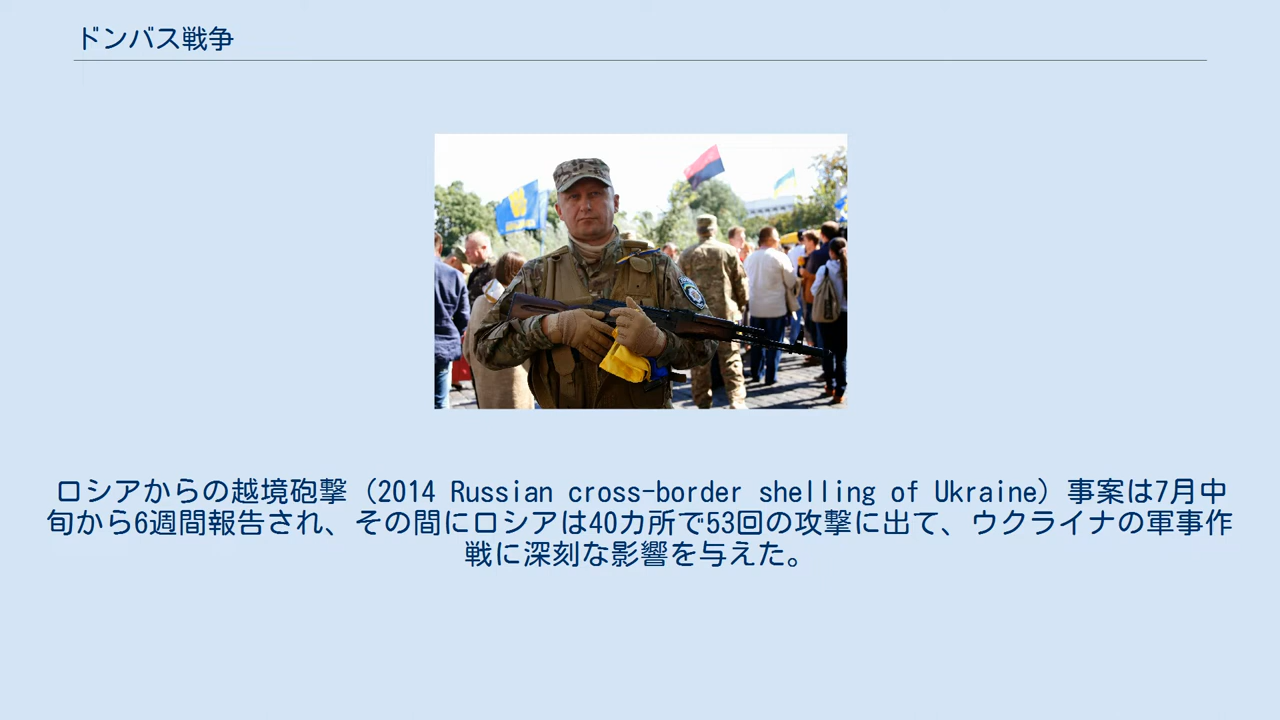 ドンバス戦争
ロシアからの越境砲撃（2014 Russian cross-border shelling of Ukraine）事案は7月中
旬から6週間報告され、その間にロシアは40カ所で53回の攻撃に出て、ウクライナの軍事作
戦に深刻な影響を与えた。